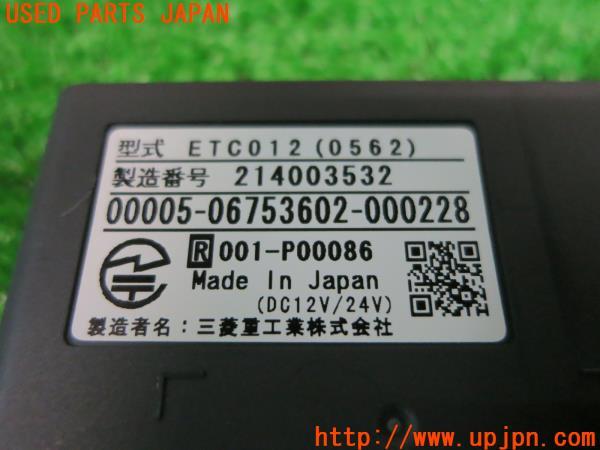 USED PARTS JAPAN
型式 ETC012(0562)
製造番号 214003532
00005-06753602-000228
R 001-P00086
Made In Japan
(DC12V/24V)
製造者名：三菱重工業株式会社
http://www.upjpn.com/